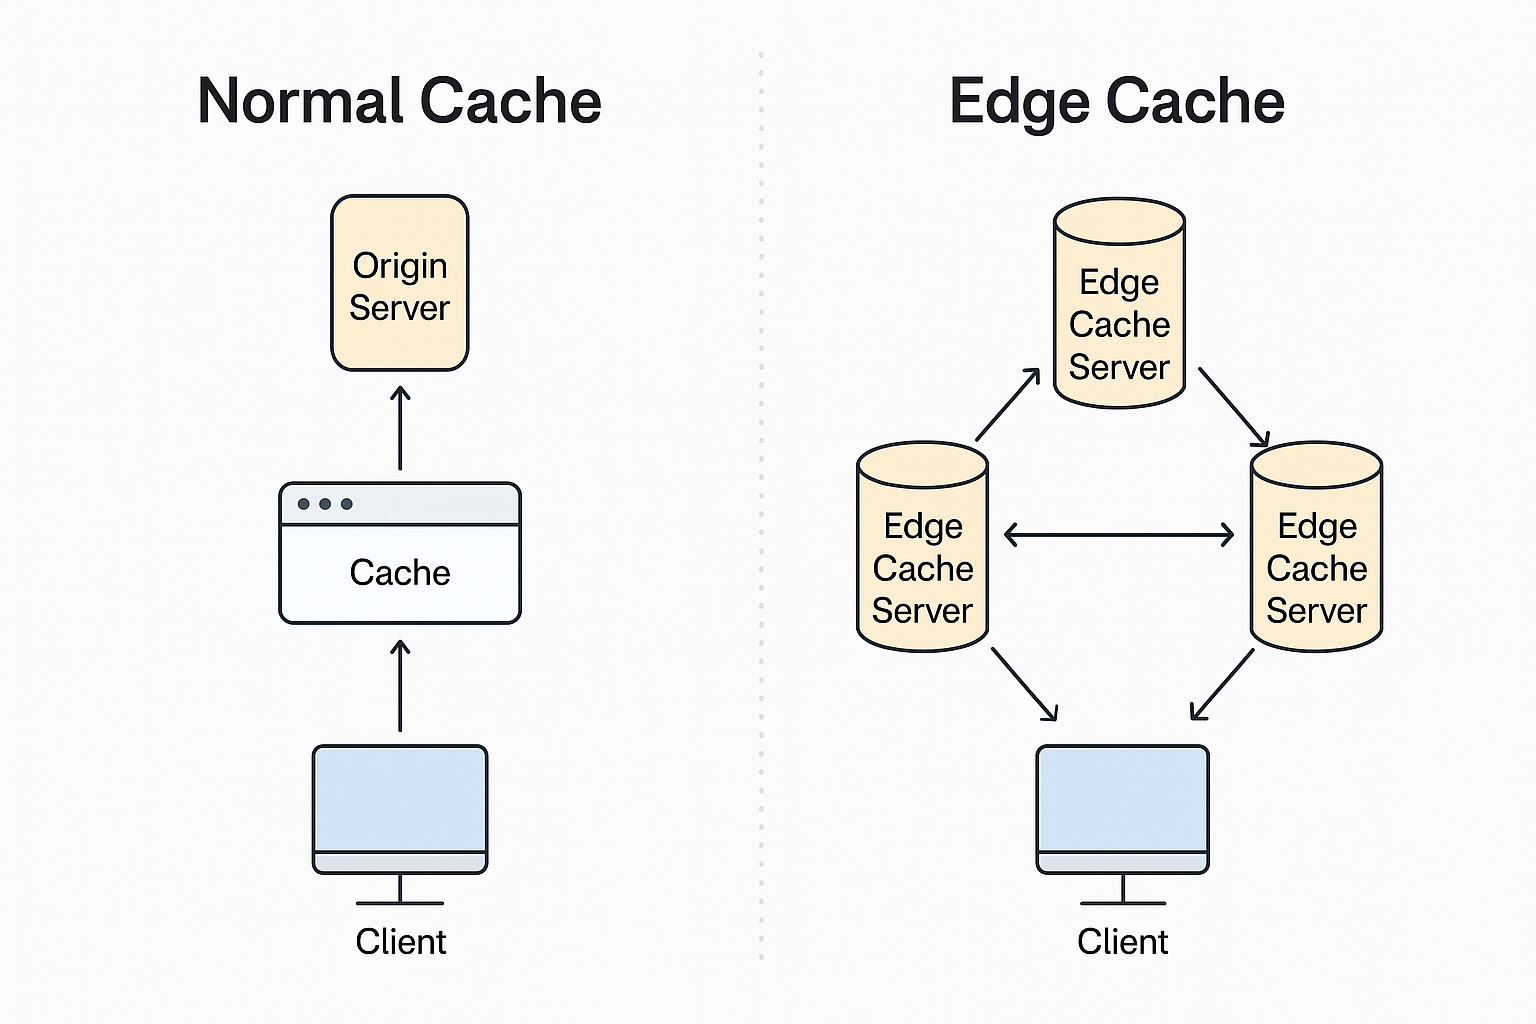 Normal Cache
Origin
Server
Cache
Client
Edge Cache
Edge
Cache
Server
Edge
Cache
Server
Edge
Cache
Server
Client